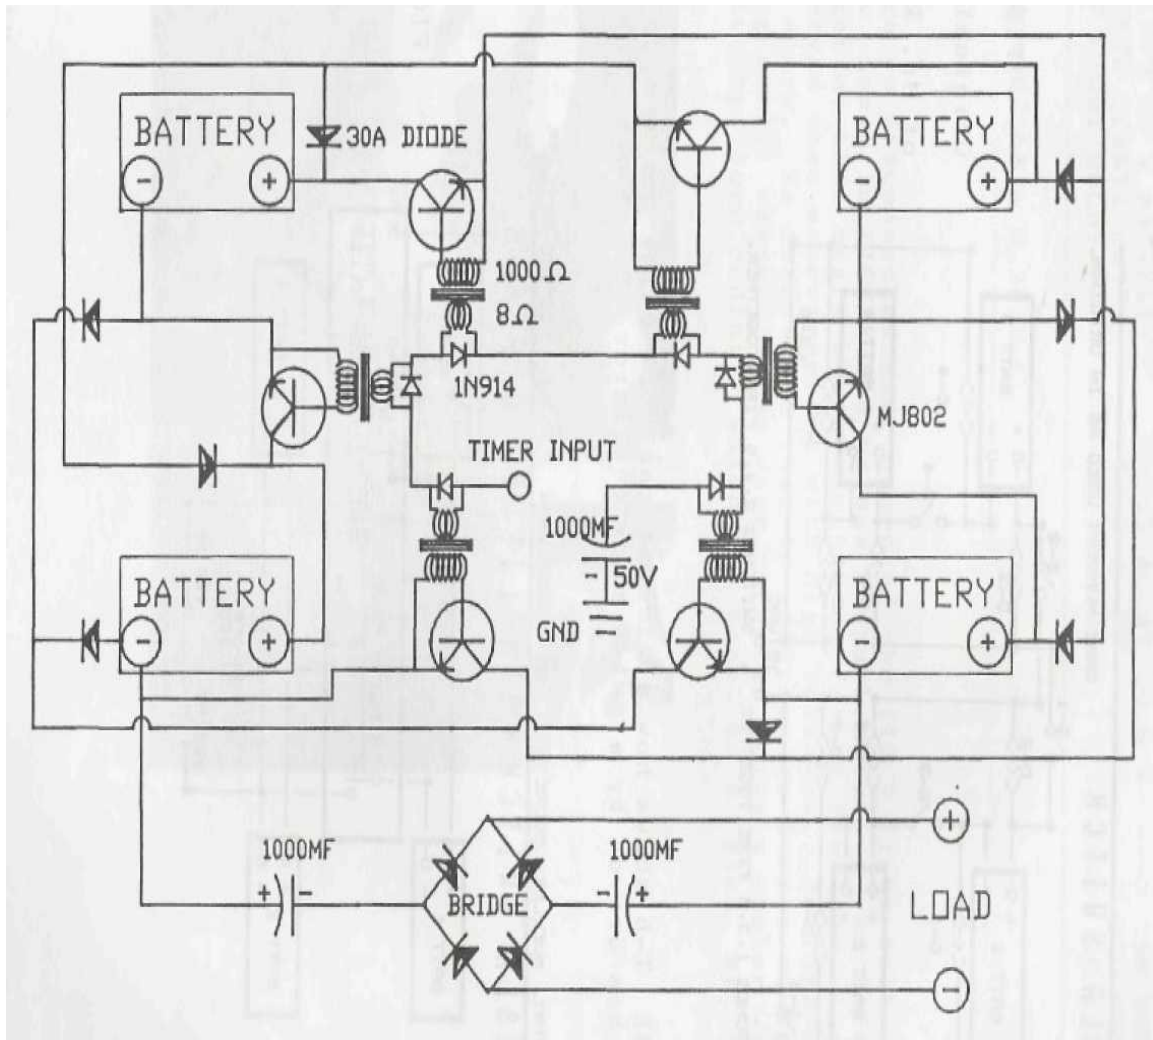 BATTERY
30A DIODE
BATTERY
-
+
-
+
1000Ω
8Ω
1N914
MJ802
TIMER INPUT
1000MF
-
50V
GND
BATTERY
-
+
BATTERY
-
+
+
1000MF
+
-
1000MF
-
+
BRIDGE
LOAD
-